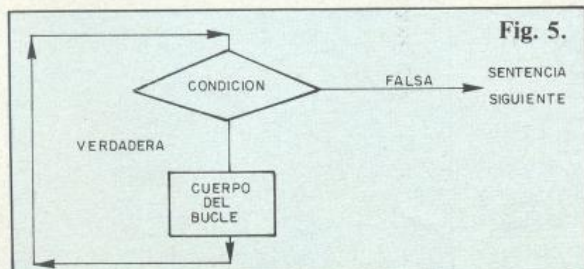 Fig. 5.
CONDICION
FALSA
SENTENCIA
SIGUIENTE
VERDADERA
CUERPO
DEL
BUCLE